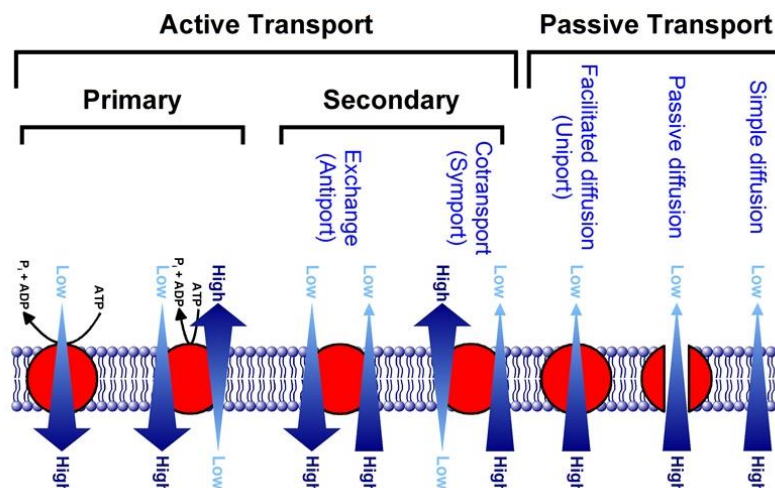 Active Transport
Passive Transport
Primary
Secondary
Exchange
(Antiport)
Cotransport
(Symport)
Facilitated diffusion
(Uniport)
Passive diffusion
Simple diffusion
Pi + ADP
Low
ATP
Low
Pi + ADP
ATP
High
Low
Low
High
Low
Low
Low
Low
High
High
Low
High
High
Low
High
High
High
High